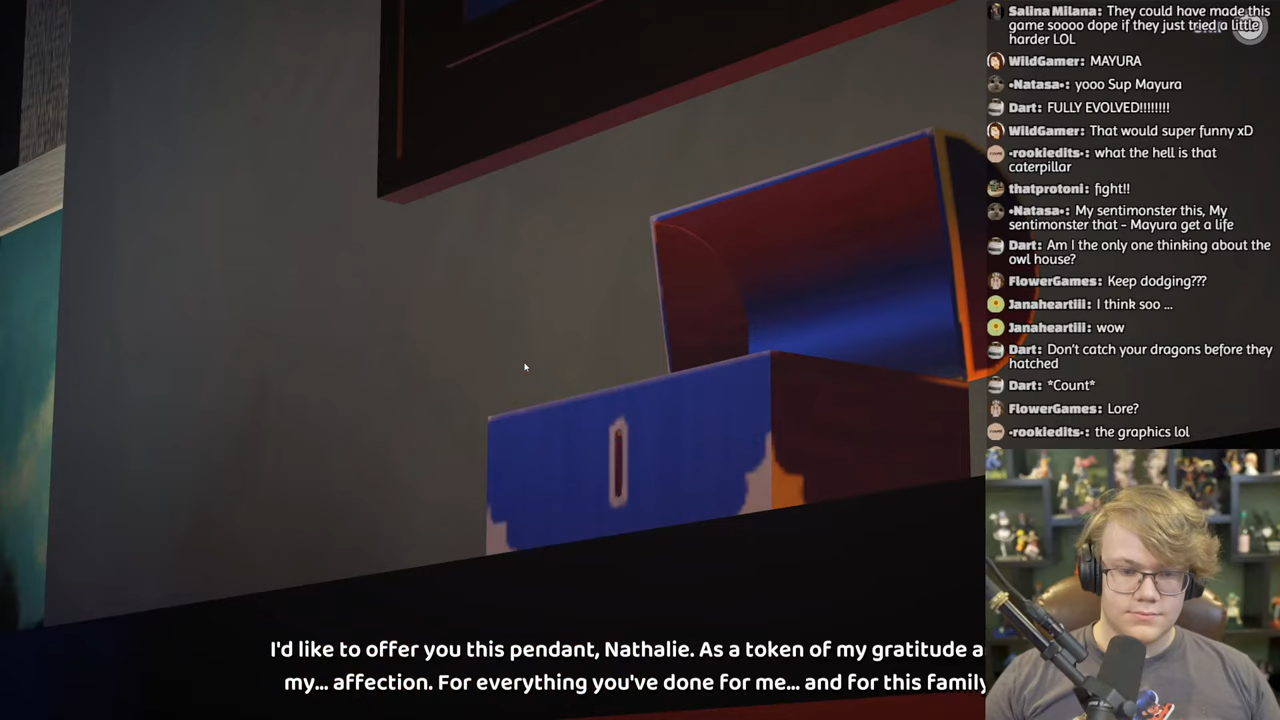 Salina Milana: They could have made this
game soooo dope if they just tried a little
harder LOL
WildGamer: MAYURA
•Natasa•: yooo Sup Mayura
Dart: FULLY EVOLVED!!!!!!!!
WildGamer: That would super funny xD
•rookiedits•: what the hell is that
caterpillar
thatprotoni: fight!!
•Natasa•: My sentimonster this, My
sentimonster that - Mayura get a life
Dart: Am I the only one thinking about the
owl house?
FlowerGames: Keep dodging???
Janaheartiii: I think soo ...
Janaheartiii: wow
Dart: Don't catch your dragons before they
hatched
Dart: *Count*
FlowerGames: Lore?
•rookiedits•: the graphics lol
I'd like to offer you this pendant, Nathalie. As a token of my gratitude a
my... affection. For everything you've done for me... and for this family